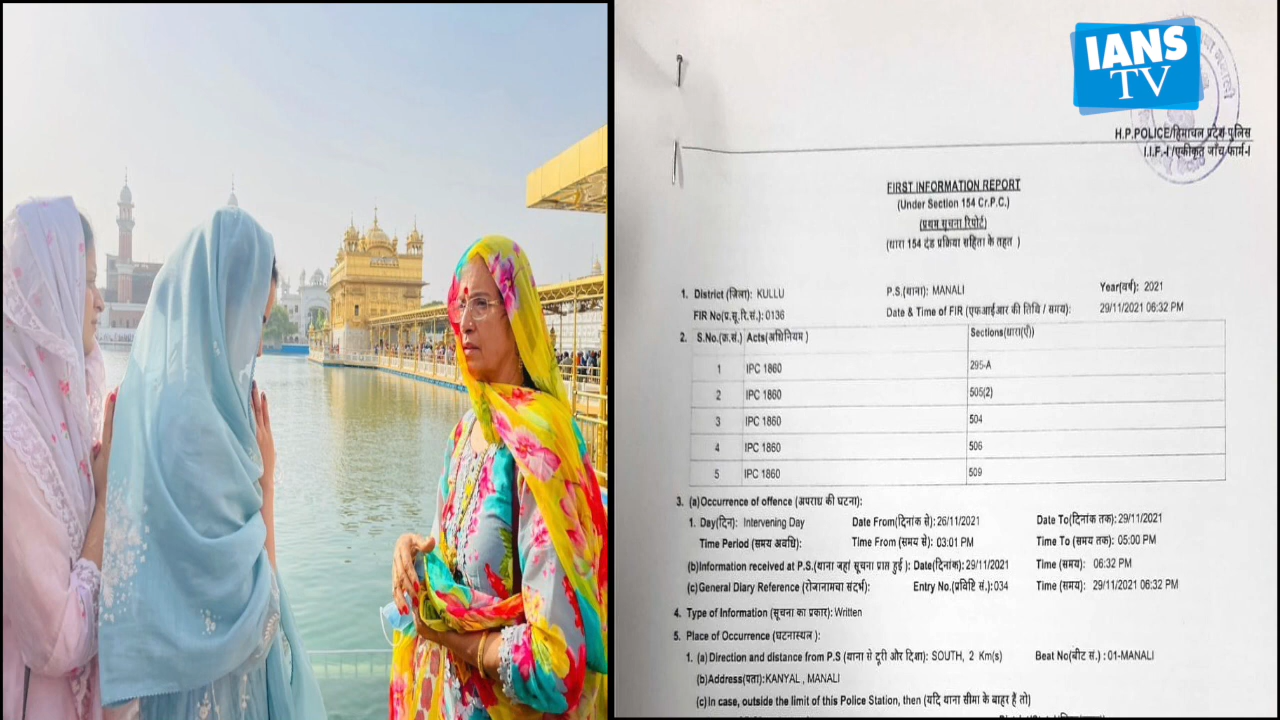 IANS
TV
H.P.POLICE/हिमाचल प्रदेश पुलिस
I.I.F.-I /एकीकृत जाँच फार्म-I
FIRST INFORMATION REPORT
(Under Section 154 Cr.P.C.)
(प्रथम सूचना रिपोर्ट)
(धारा 154 दंड प्रक्रिया सहिता के तहत )
1. District (जिला): KULLU P.S.(थाना): MANALI Year(वर्ष): 2021
FIR No(प्र.सू.रि.सं.): 0136 Date & Time of FIR (एफआईआर की तिथि / समय): 29/11/2021 06:32 PM
2. S.No.(क्र.सं.) Acts(अधिनियम ) Sections(धारा(एँ))
1 IPC 1860 295-A
2 IPC 1860 505(2)
3 IPC 1860 504
4 IPC 1860 506
5 IPC 1860 509
3. (a)Occurrence of offence (अपराध की घटना):
1. Day(दिन): Intervening Day Date From(दिनांक से): 26/11/2021 Date To(दिनांक तक): 29/11/2021
Time Period (समय अवधि): Time From (समय से): 03:01 PM Time To (समय तक): 05:00 PM
(b)Information received at P.S.(थाना जहां सूचना प्राप्त हुई ): Date(दिनांक): 29/11/2021 Time (समय): 06:32 PM
(c)General Diary Reference (रोजानामचा संदर्भ): Entry No.(प्रविष्टि सं.): 034 Time (समय): 29/11/2021 06:32 PM
4. Type of Information (सूचना का प्रकार): Written
5. Place of Occurrence (घटनास्थल ):
1. (a) Direction and distance from P.S (थाना से दूरी और दिशा): SOUTH, 2 Km(s) Beat No(बीट सं.) : 01-MANALI
(b)Address(पता): KANYAL , MANALI
(c)In case, outside the limit of this Police Station, then (यदि थाना सीमा के बाहर हैं तो)